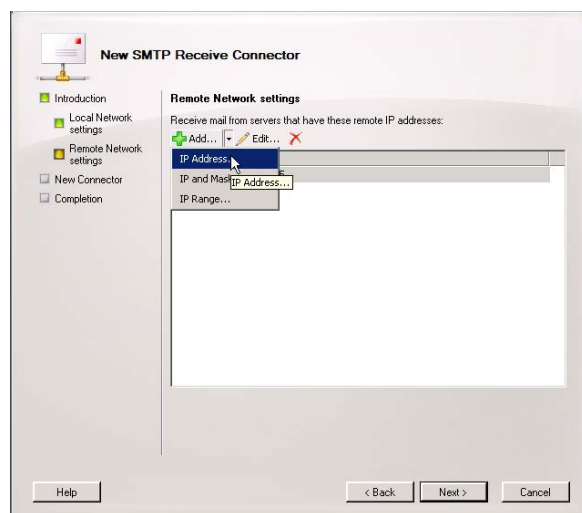 New SMTP Receive Connector
Introduction
Local Network
settings
Remote Network
settings
New Connector
Completion
Remote Network settings
Receive mail from servers that have these remote IP addresses:
Add... Edit...
IP Address...
IP and
IP Address...
IP Range...
Help
< Back
Next >
Cancel